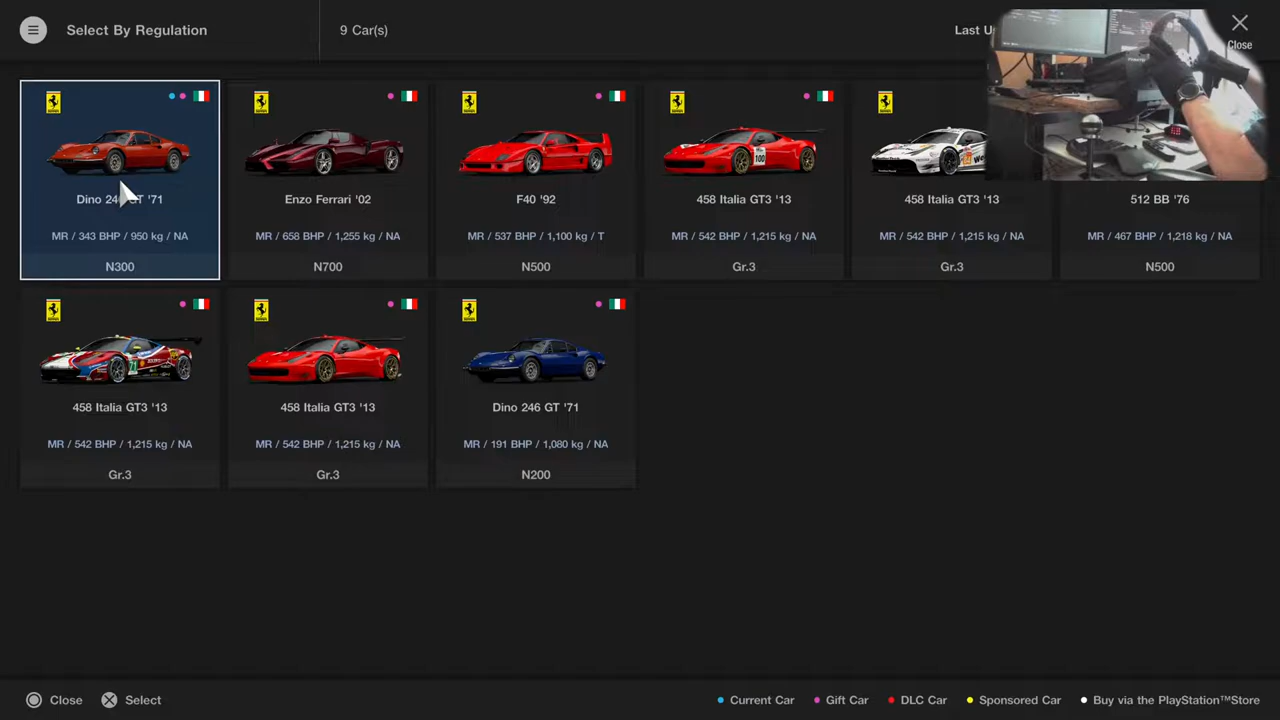 Select By Regulation
9 Car(s)
Last U
Close
Dino 246 GT '71
MR / 343 BHP / 950 kg / NA
N300
Enzo Ferrari '02
MR / 658 BHP / 1,255 kg / NA
N700
F40 '92
MR / 537 BHP / 1,100 kg / T
N500
458 Italia GT3 '13
MR / 542 BHP / 1,215 kg / NA
Gr.3
458 Italia GT3 '13
MR / 542 BHP / 1,215 kg / NA
Gr.3
512 BB '76
MR / 467 BHP / 1,218 kg / NA
N500
458 Italia GT3 '13
MR / 542 BHP / 1,215 kg / NA
Gr.3
458 Italia GT3 '13
MR / 542 BHP / 1,215 kg / NA
Gr.3
Dino 246 GT '71
MR / 191 BHP / 1,080 kg / NA
N200
Close
Select
Current Car
Gift Car
DLC Car
Sponsored Car
Buy via the PlayStation™Store